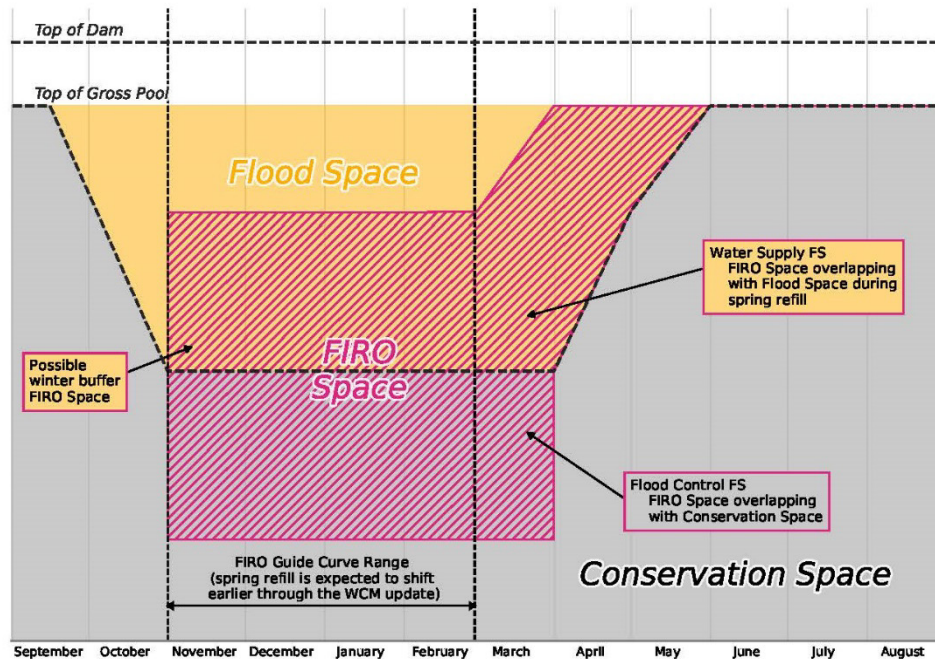 Top of Dam
Top of Gross Pool
Flood Space
Water Supply FS
FIRO Space overlapping
with Flood Space during
spring refill
FIRO
Space
Possible
winter buffer
FIRO Space
Flood Control FS
FIRO Space overlapping
with Conservation Space
FIRO Guide Curve Range
(spring refill is expected to shift
earlier through the WCM update)
Conservation Space
September October November December January February March April May June July August